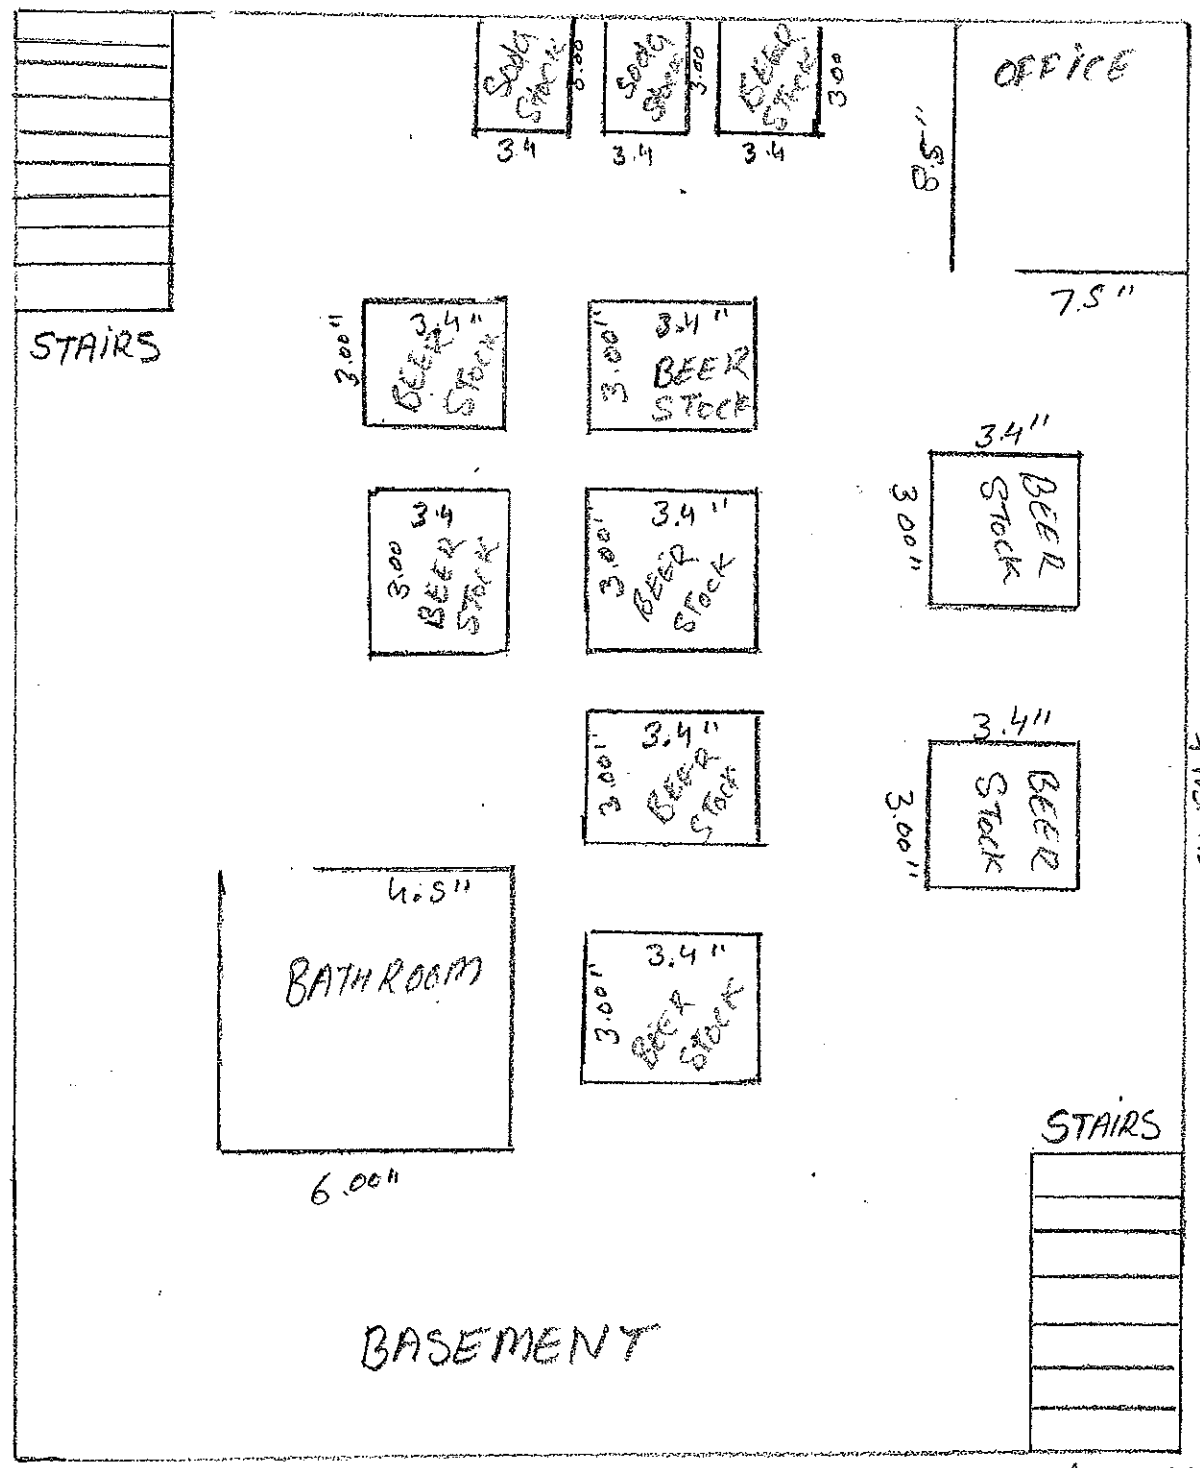 Soda
Stock
3.00
3.4
Soda
Stock
3.00
3.4
BEER
STOCK
3.00
3.4
OFFICE
8.5"
7.5"
STAIRS
3.00"
3.4"
BEER
STOCK
3.00"
3.4"
BEER
STOCK
3.4"
3.00"
BEER
STOCK
3.4
3.00
BEER
STOCK
3.4"
3.00"
BEER
STOCK
3.4"
3.00"
BEER
STOCK
3.4"
3.00"
BEER
STOCK
4.5"
BATHROOM
6.00"
3.4"
3.00"
BEER
STOCK
STAIRS
BASEMENT